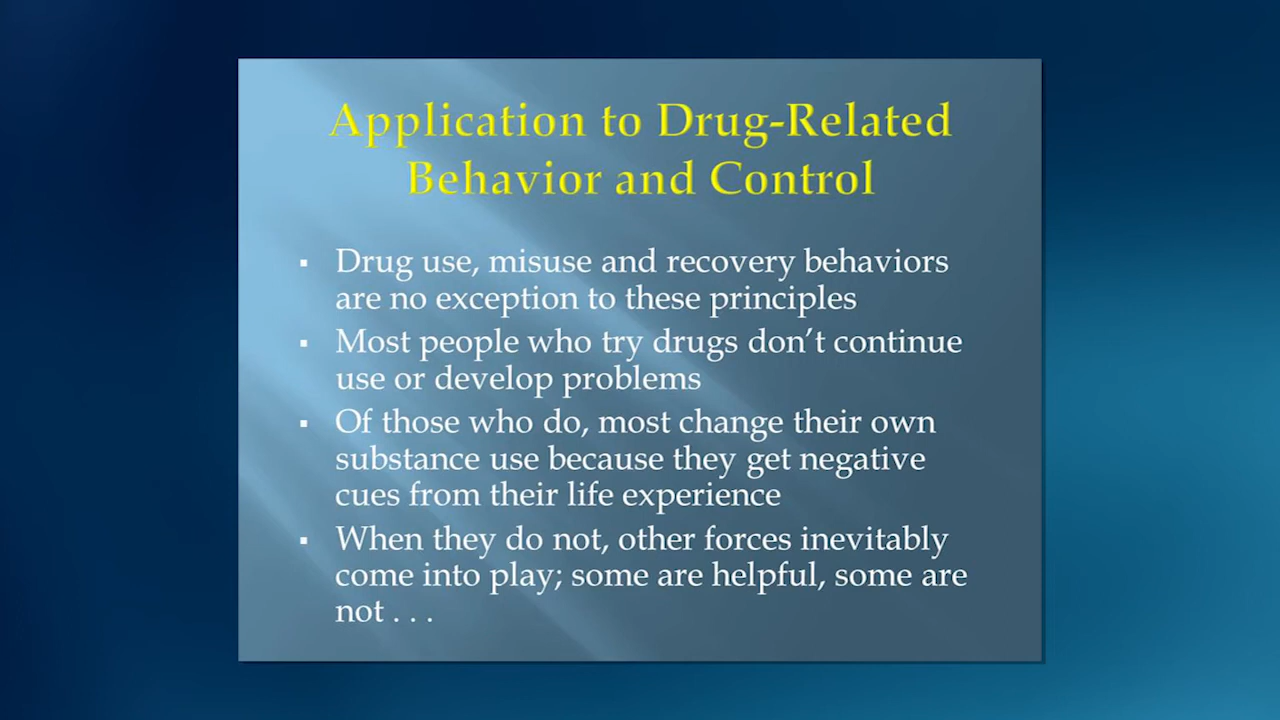 Application to Drug-Related
Behavior and Control
▪ Drug use, misuse and recovery behaviors
are no exception to these principles
▪ Most people who try drugs don’t continue
use or develop problems
▪ Of those who do, most change their own
substance use because they get negative
cues from their life experience
▪ When they do not, other forces inevitably
come into play; some are helpful, some are
not . . .